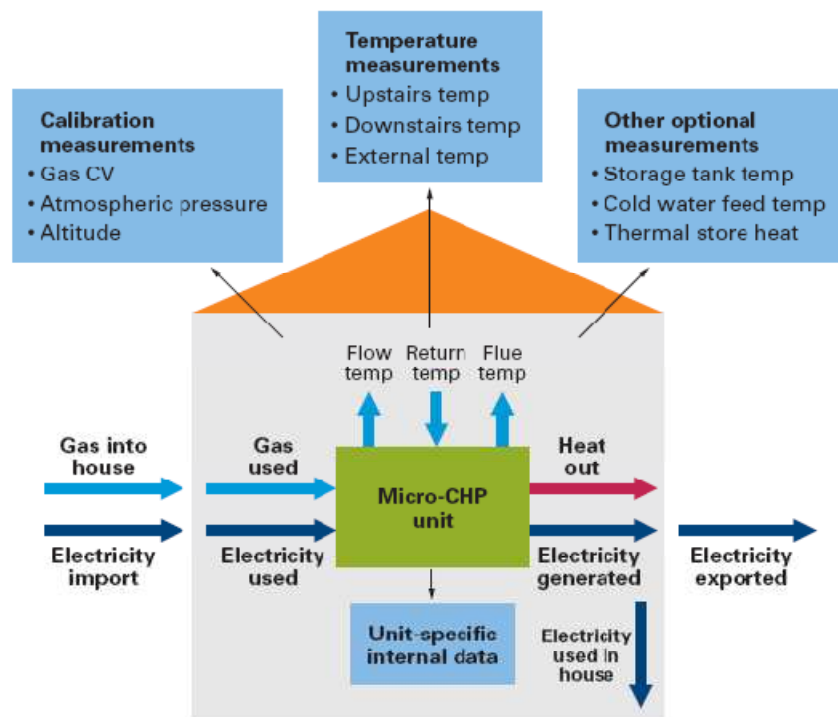 Temperature
measurements
• Upstairs temp
• Downstairs temp
• External temp
Calibration
measurements
• Gas CV
• Atmospheric pressure
• Altitude
Other optional
measurements
• Storage tank temp
• Cold water feed temp
• Thermal store heat
Flow
temp
Return
temp
Flue
temp
Gas into
house
Gas
used
Heat
out
Micro-CHP
unit
Electricity
import
Electricity
used
Electricity
generated
Electricity
exported
Unit-specific
internal data
Electricity
used in
house